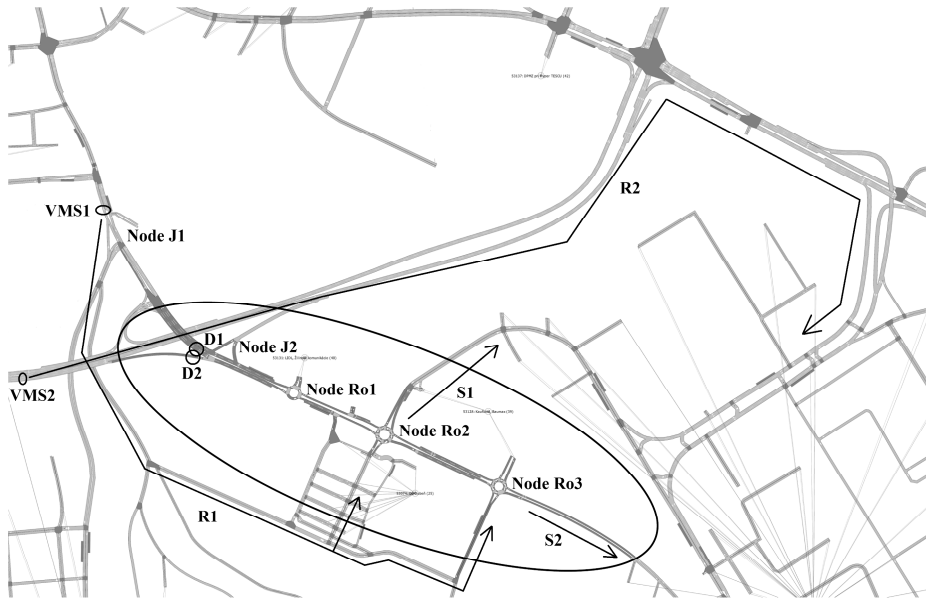 R2
VMS1
Node J1
D1
Node J2
D2
VMS2
Node Ro1
S1
Node Ro2
Node Ro3
R1
S2